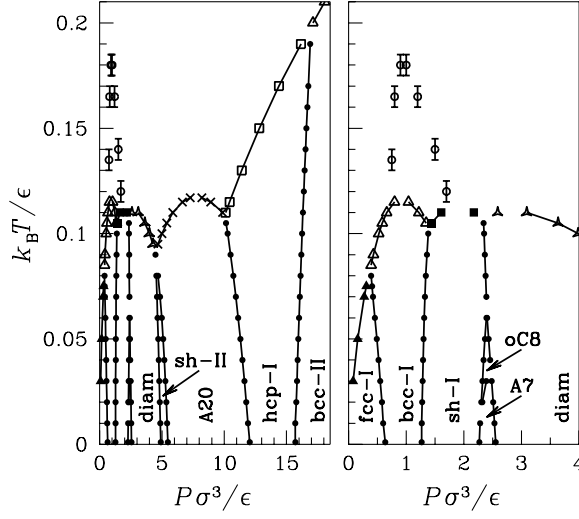 k_B T/ϵ
0.2
0.15
0.1
0.05
0
0 5 10 15
Pσ³/ϵ
diam
sh-II
A20
hcp-I
bcc-II
0 1 2 3 4
Pσ³/ϵ
fcc-I
bcc-I
sh-I
oC8
A7
diam